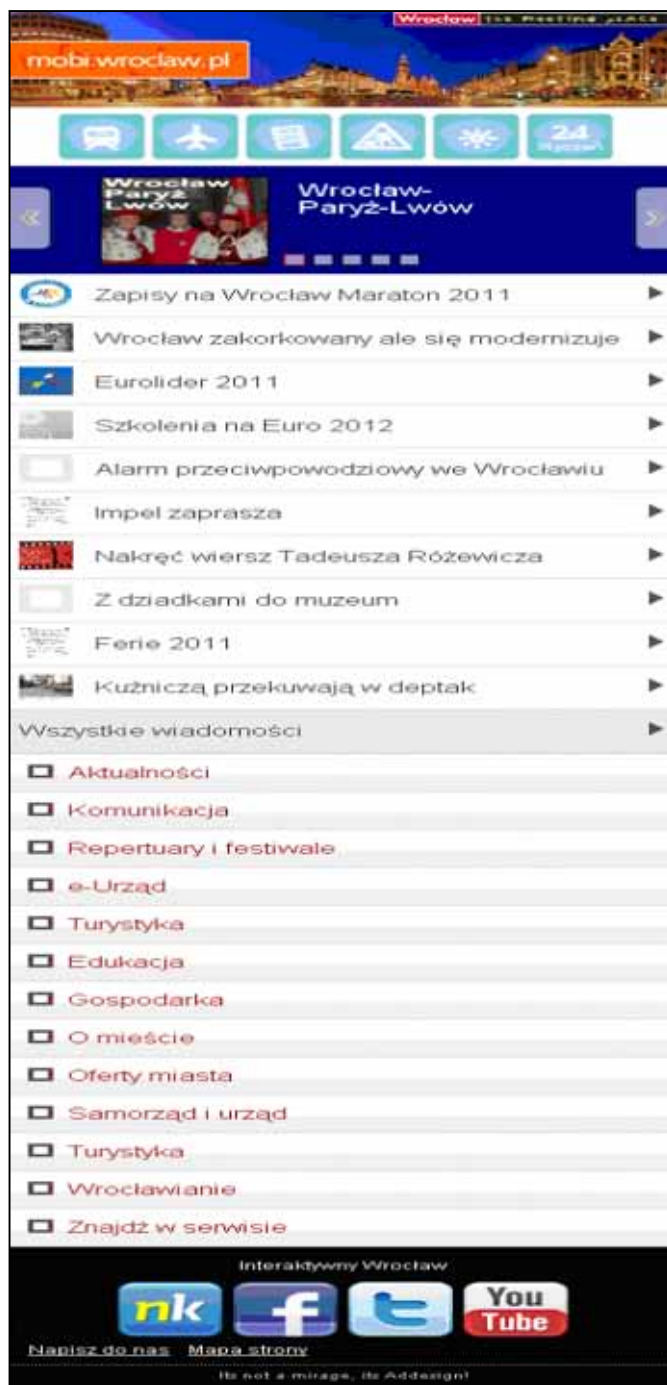 Wrocław the meeting place
mobi.wroclaw.pl
24
Styczeń
Wrocław
Paryż
Lwów
Wrocław-
Paryż-Lwów
Zapisy na Wrocław Maraton 2011
Wrocław zakorkowany ale się modernizuje
Eurolider 2011
Szkolenia na Euro 2012
Alarm przeciwpowodziowy we Wrocławiu
Impel zaprasza
Nakręć wiersz Tadeusza Różewicza
Z dziadkami do muzeum
Ferie 2011
Kuźniczą przekuwają w deptak
Wszystkie wiadomości
Aktualności
Komunikacja
Repertuary i festiwale
e-Urząd
Turystyka
Edukacja
Gospodarka
O mieście
Oferty miasta
Samorząd i urząd
Turystyka
Wrocławianie
Znajdź w serwisie
Interaktywny Wrocław
nk f t You Tube
Napisz do nas Mapa strony
Its not a mirage, its Addesign!